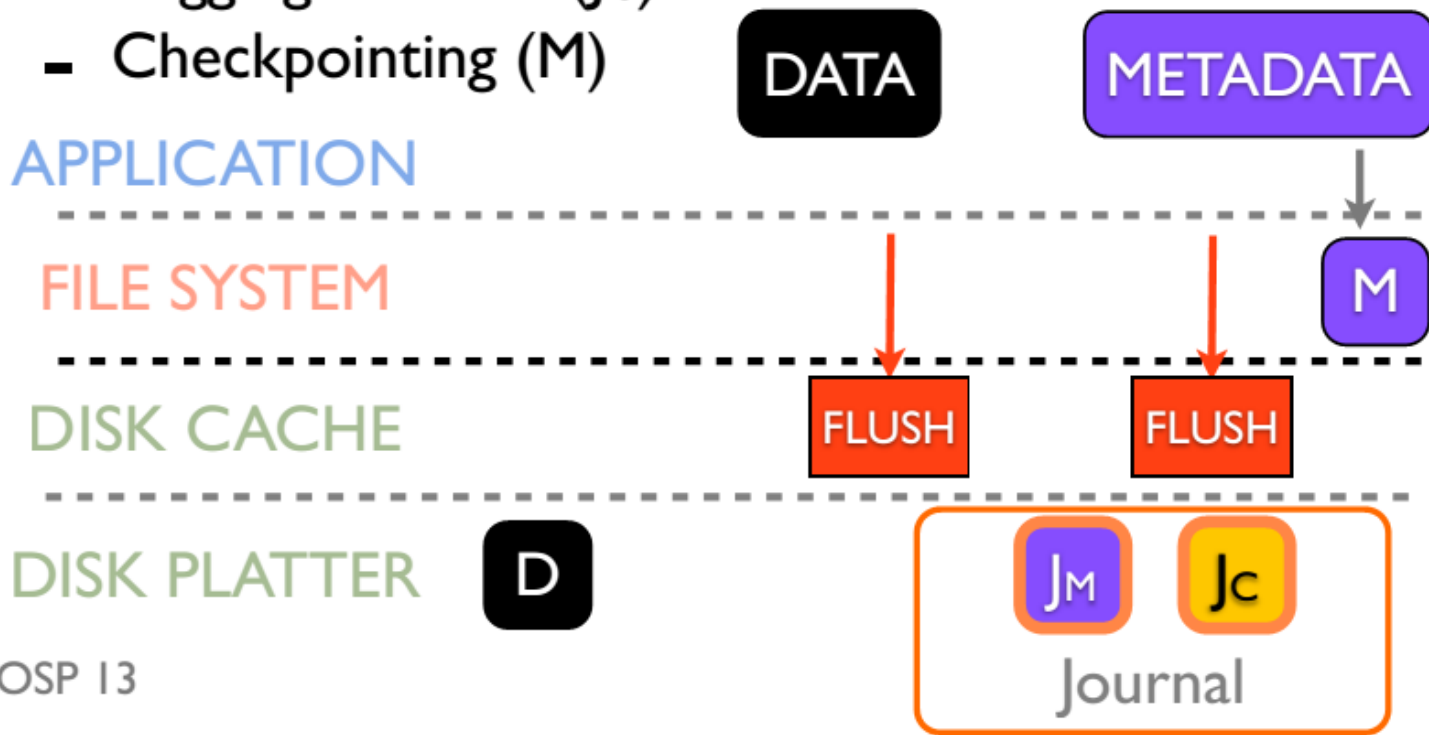 - Checkpointing (M)
DATA
METADATA
APPLICATION
FILE SYSTEM
M
DISK CACHE
FLUSH
FLUSH
DISK PLATTER
D
JM
JC
Journal
OSP 13